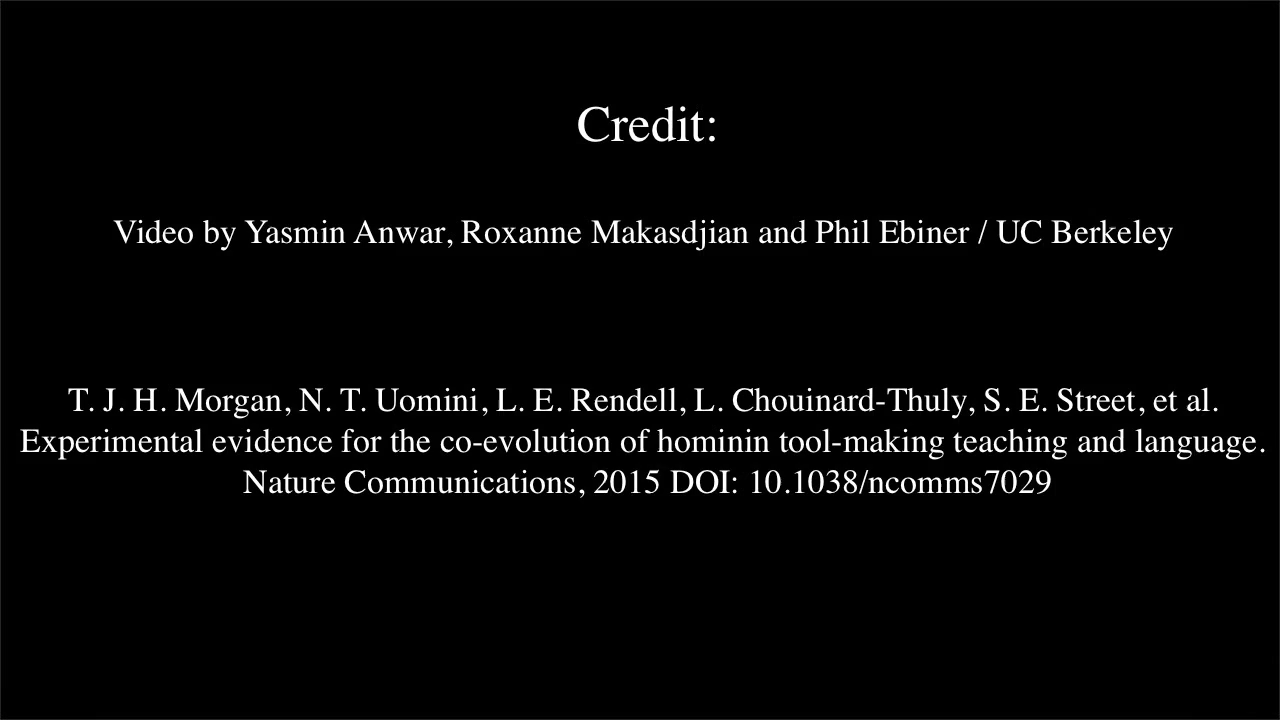 Credit:
Video by Yasmin Anwar, Roxanne Makasdjian and Phil Ebiner / UC Berkeley
T. J. H. Morgan, N. T. Uomini, L. E. Rendell, L. Chouinard-Thuly, S. E. Street, et al.
Experimental evidence for the co-evolution of hominin tool-making teaching and language.
Nature Communications, 2015 DOI: 10.1038/ncomms7029